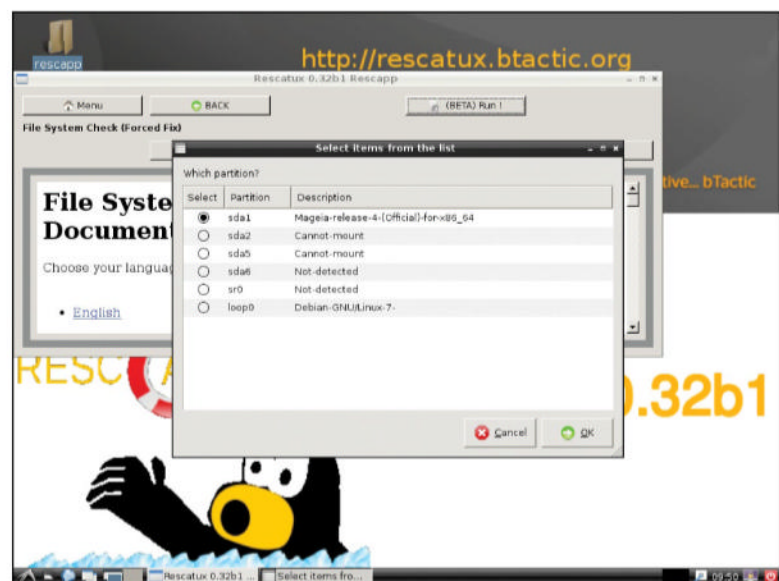 rescapp
http://rescatux.btactic.org
Rescatux 0.32b1 Rescapp
Menu
BACK
(BETA) Run !
File System Check (Forced Fix)
Select items from the list
tive... bTactic
Which partition?
Select Partition Description
sda1 Mageia-release-4-(Official)-for-x86_64
sda2 Cannot-mount
sda5 Cannot-mount
sda6 Not-detected
sr0 Not-detected
loop0 Debian-GNU/Linux-7-
File Syste
Document
Choose your languag
• English
Cancel
OK
RESC
0.32b1
Rescatux 0.32b1 ...
Select items fro...
09:50